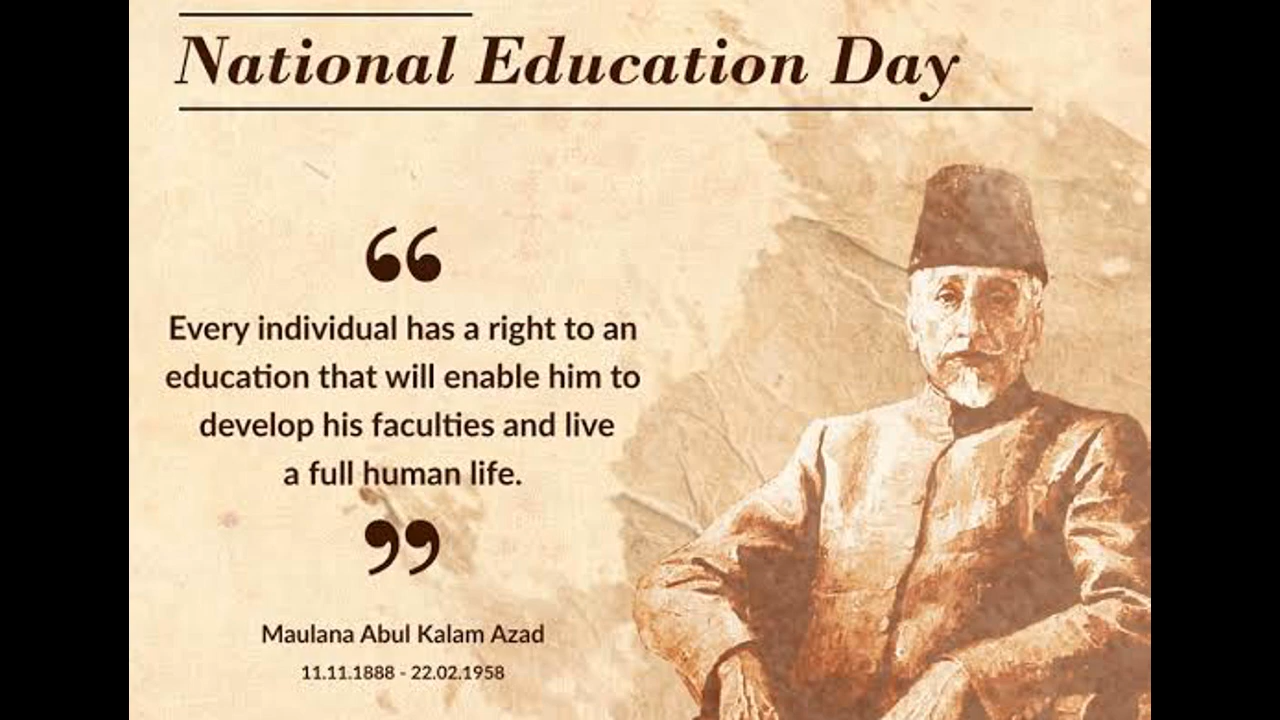 National Education Day
“
Every individual has a right to an
education that will enable him to
develop his faculties and live
a full human life.
”
Maulana Abul Kalam Azad
11.11.1888 - 22.02.1958